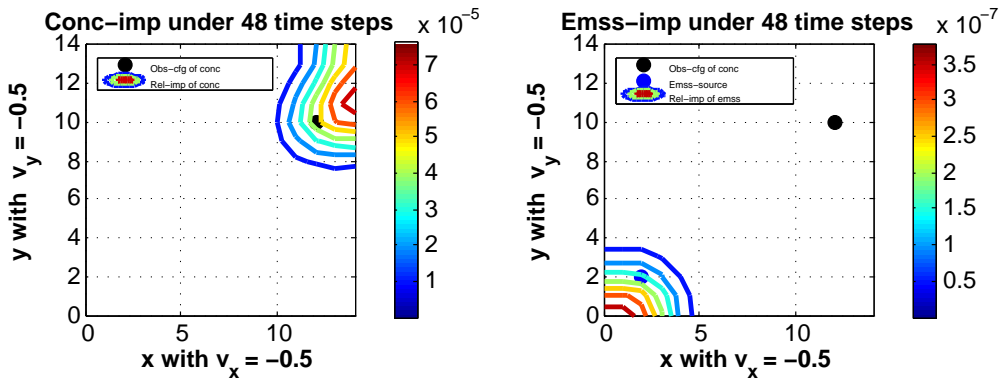 Conc−imp under 48 time steps
x 10^−5
14
12
10
8
6
4
2
0
0
5
10
y with v_y = −0.5
x with v_x = −0.5
Obs−cfg of conc
Rel−imp of conc
7
6
5
4
3
2
1
Emss−imp under 48 time steps
x 10^−7
14
12
10
8
6
4
2
0
0
5
10
y with v_y = −0.5
x with v_x = −0.5
Obs−cfg of conc
Emss−source
Rel−imp of emss
3.5
3
2.5
2
1.5
1
0.5